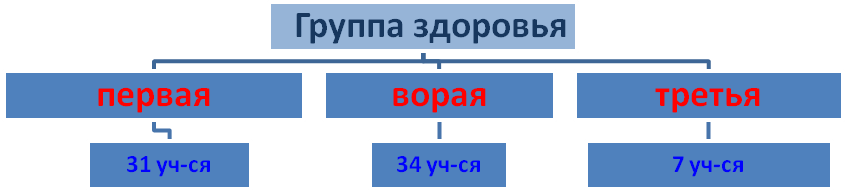 Группа здоровья
первая
ворая
третья
31 уч-ся
34 уч-ся
7 уч-ся